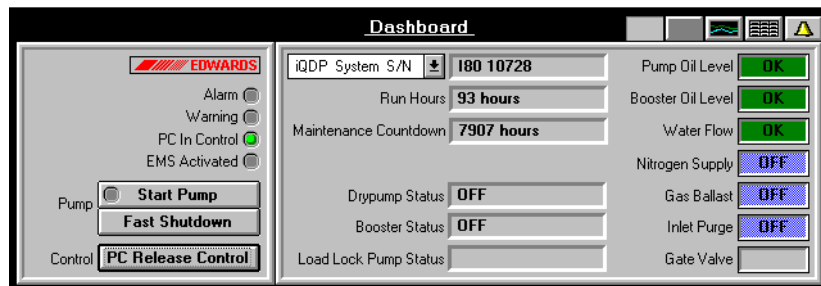 Dashboard
EDWARDS
Alarm
Warning
PC In Control
EMS Activated
Pump
Start Pump
Fast Shutdown
Control PC Release Control
iQDP System S/N I80 10728
Run Hours 93 hours
Maintenance Countdown 7907 hours
Drypump Status OFF
Booster Status OFF
Load Lock Pump Status
Pump Oil Level OK
Booster Oil Level OK
Water Flow OK
Nitrogen Supply OFF
Gas Ballast OFF
Inlet Purge OFF
Gate Valve